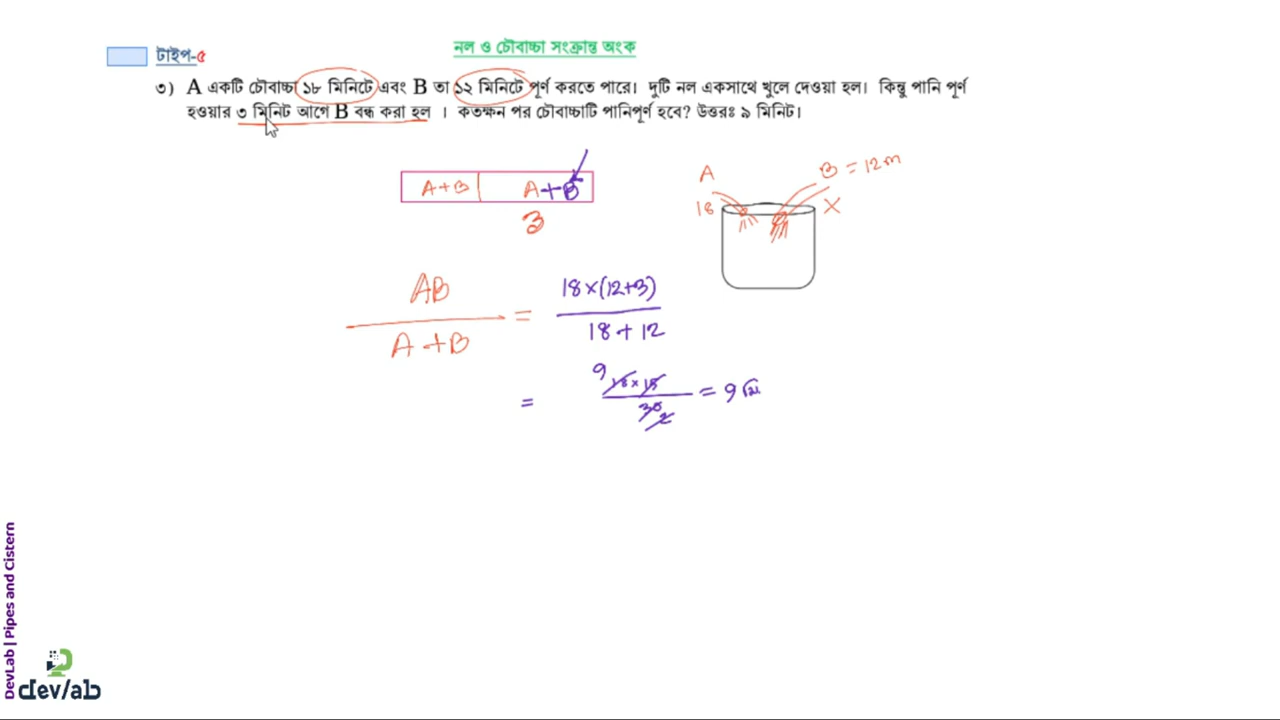 নল ও চৌবাচ্চা সংক্রান্ত অংক
টাইপ-৫
৩) A একটি চৌবাচ্চা ১৮ মিনিটে এবং B তা ১২ মিনিটে পূর্ণ করতে পারে। দুটি নল একসাথে খুলে দেওয়া হল। কিন্তু পানি পূর্ণ
হওয়ার ৩ মিনিট আগে B বন্ধ করা হল । কতক্ষন পর চৌবাচ্চাটি পানিপূর্ণ হবে? উত্তরঃ ৯ মিনিট।
A+B A+B
3
A B = 12m
18 X
AB
A+B
= 18×(12+3)
18+12
= 9 18×15
30 2
= 9 মি
DevLab | Pipes and Cistern
dev/ab